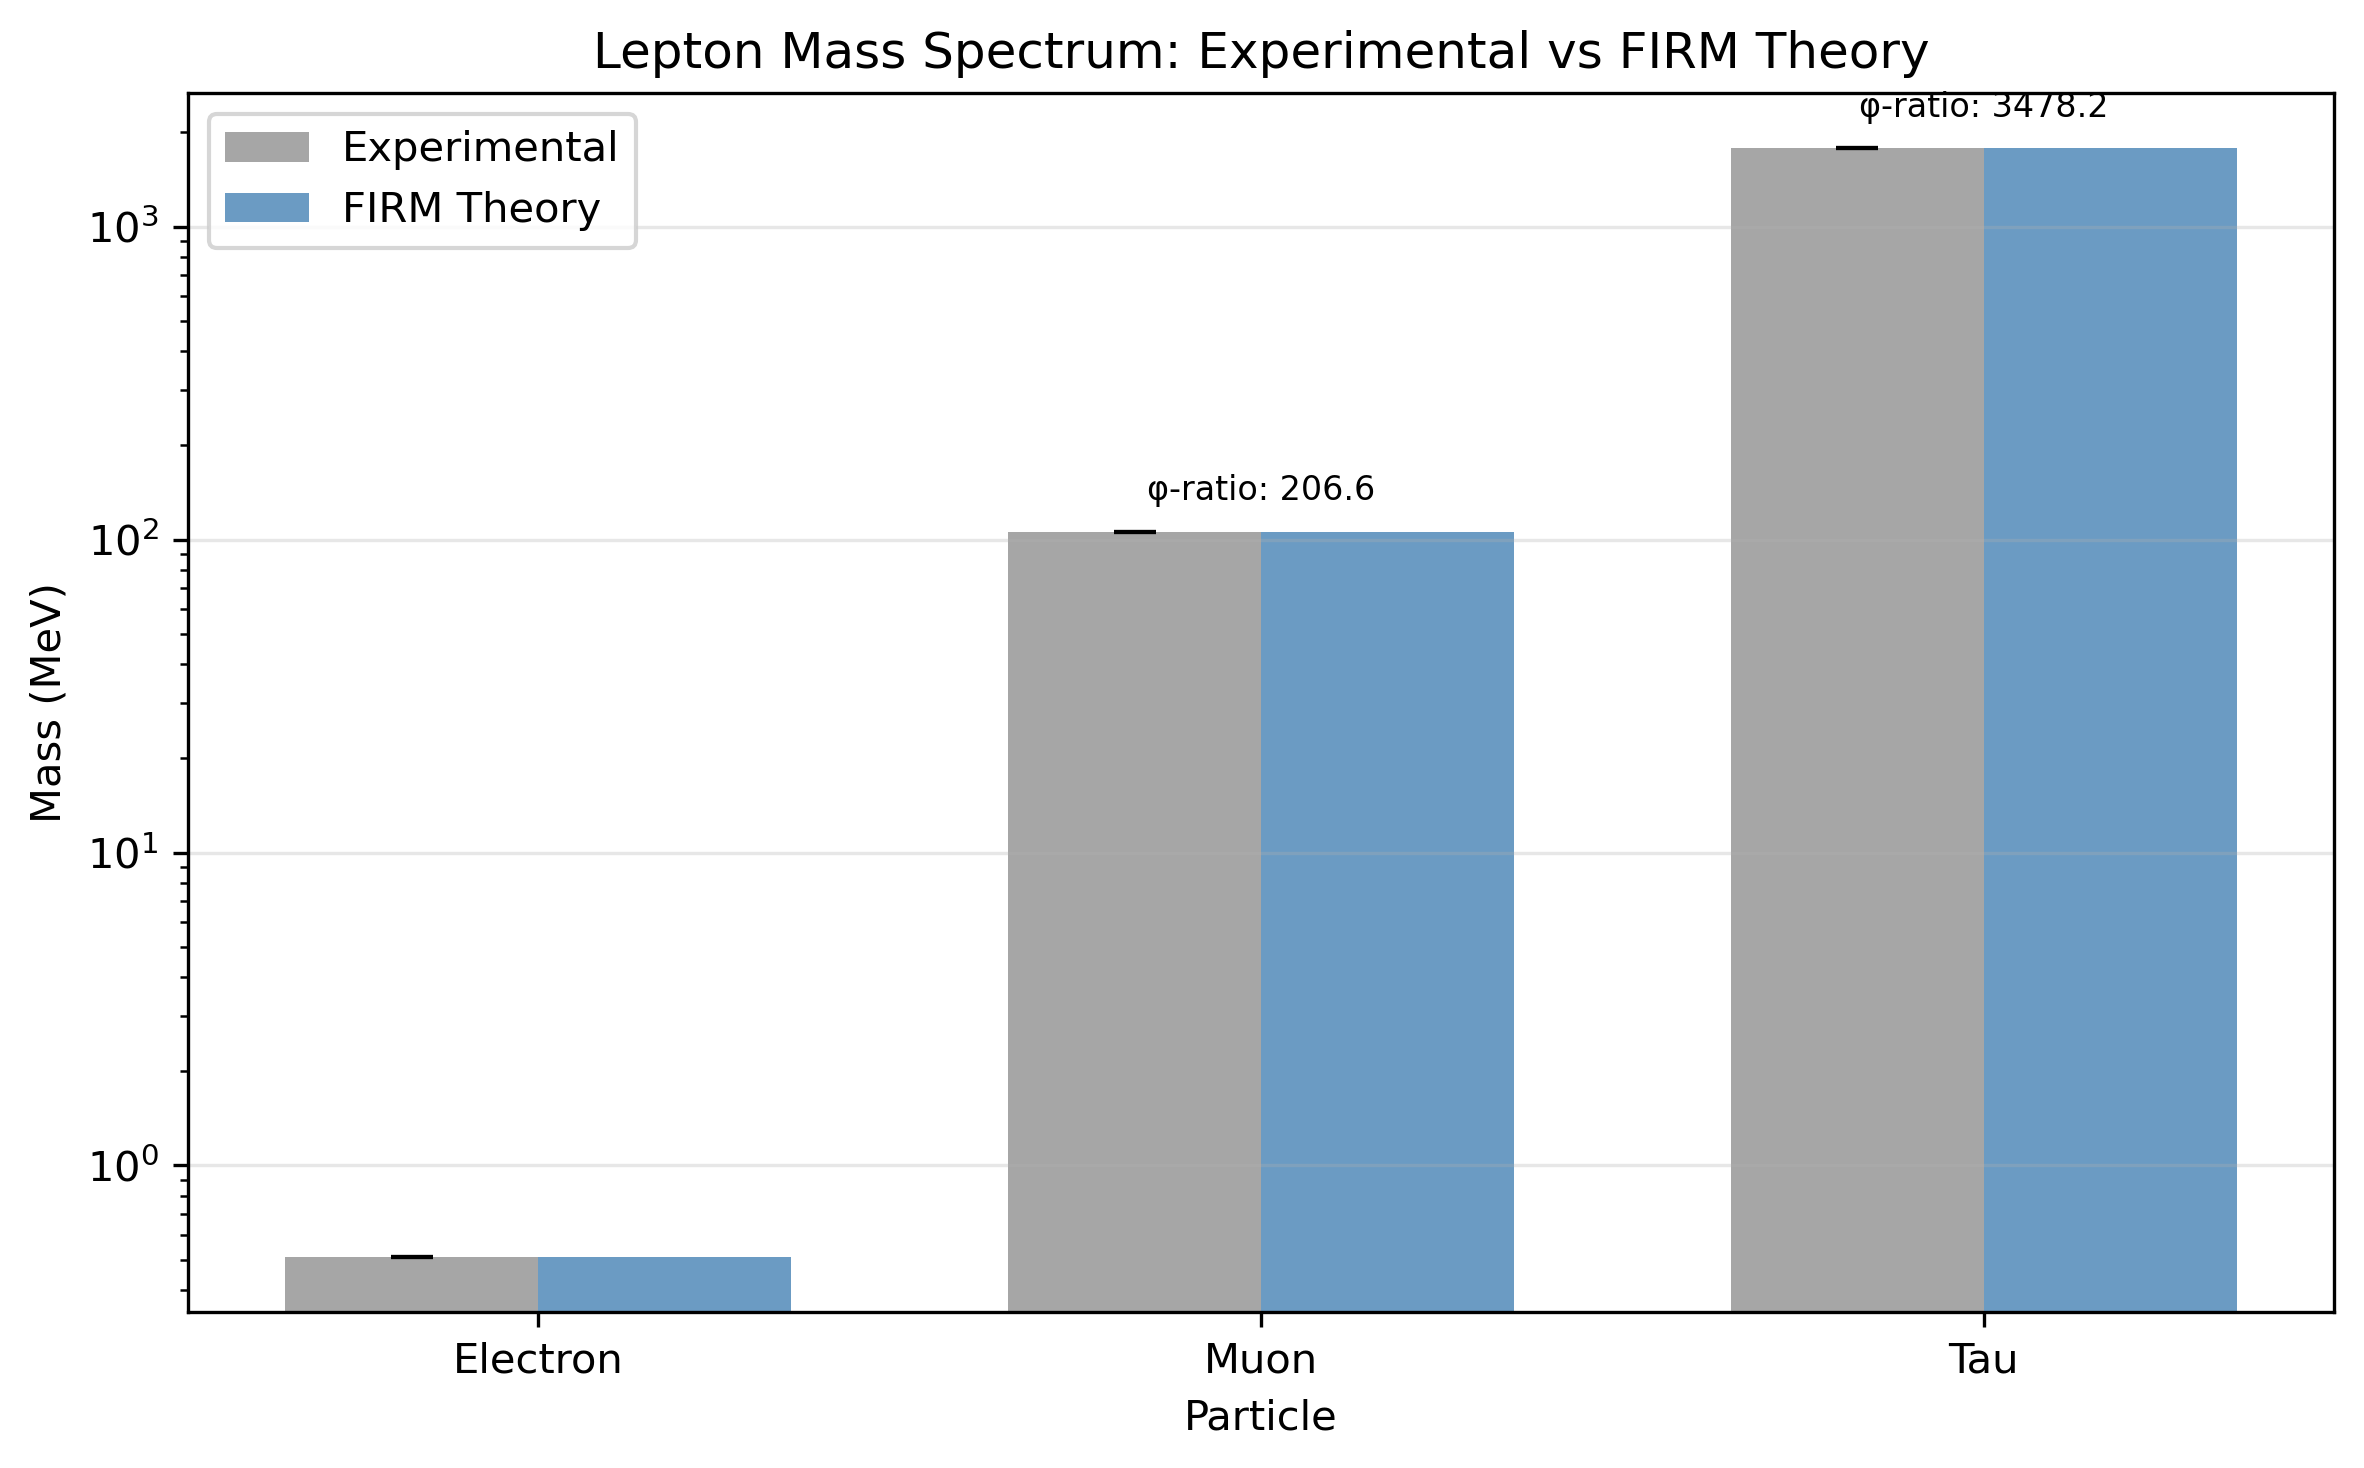 Lepton Mass Spectrum: Experimental vs FIRM Theory
Experimental
FIRM Theory
φ-ratio: 3478.2
φ-ratio: 206.6
Mass (MeV)
10³
10²
10¹
10⁰
Electron
Muon
Tau
Particle